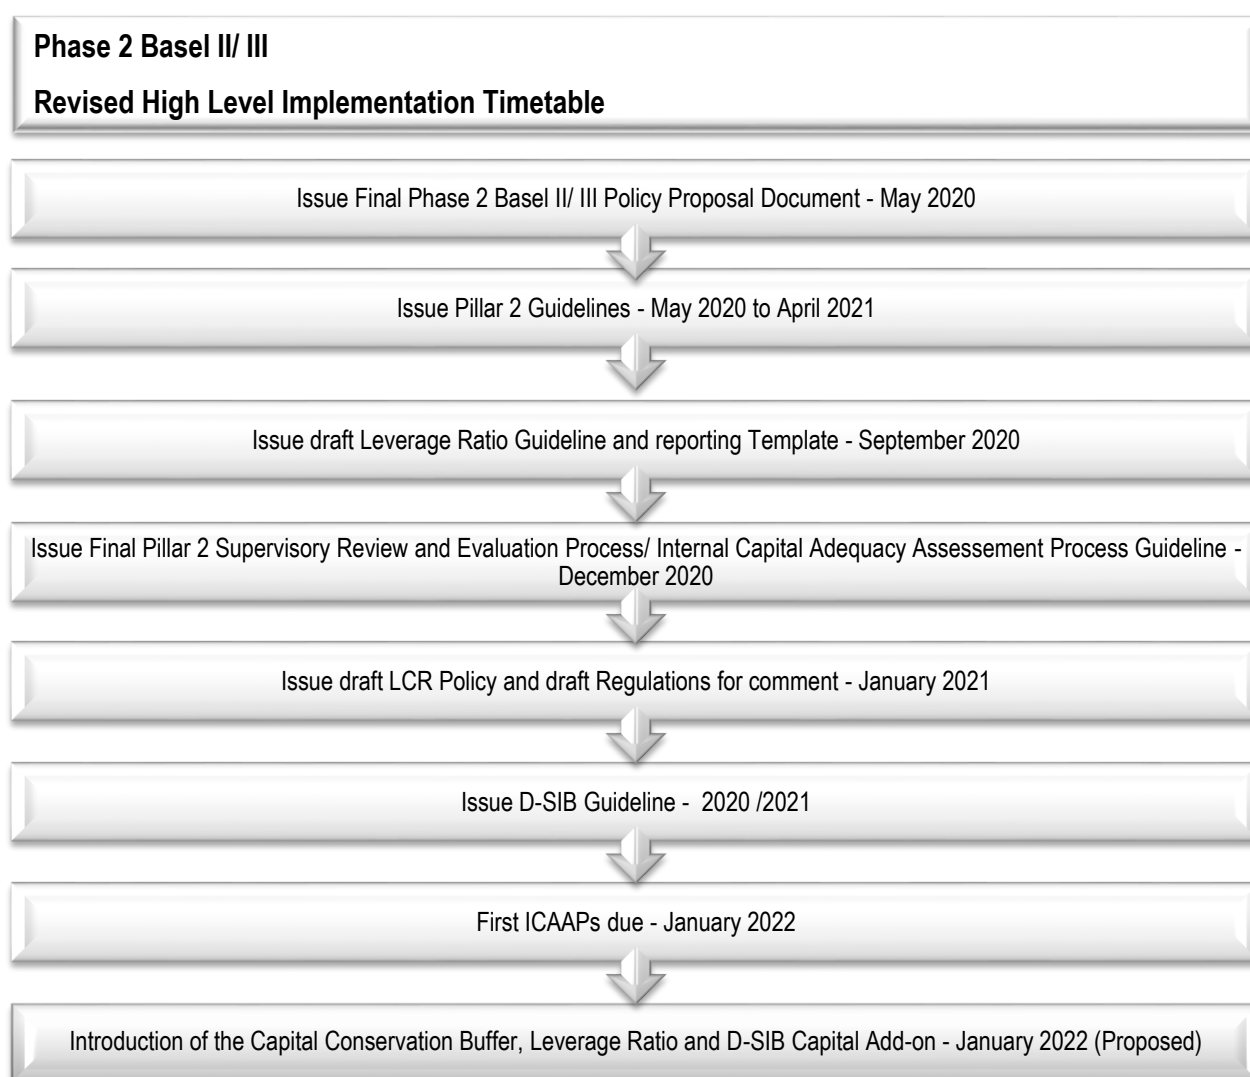 Phase 2 Basel II/ III
Revised High Level Implementation Timetable
Issue Final Phase 2 Basel II/ III Policy Proposal Document - May 2020
Issue Pillar 2 Guidelines - May 2020 to April 2021
Issue draft Leverage Ratio Guideline and reporting Template - September 2020
Issue Final Pillar 2 Supervisory Review and Evaluation Process/ Internal Capital Adequacy Assessement Process Guideline -
December 2020
Issue draft LCR Policy and draft Regulations for comment - January 2021
Issue D-SIB Guideline -  2020 /2021
First ICAAPs due - January 2022
Introduction of the Capital Conservation Buffer, Leverage Ratio and D-SIB Capital Add-on - January 2022 (Proposed)